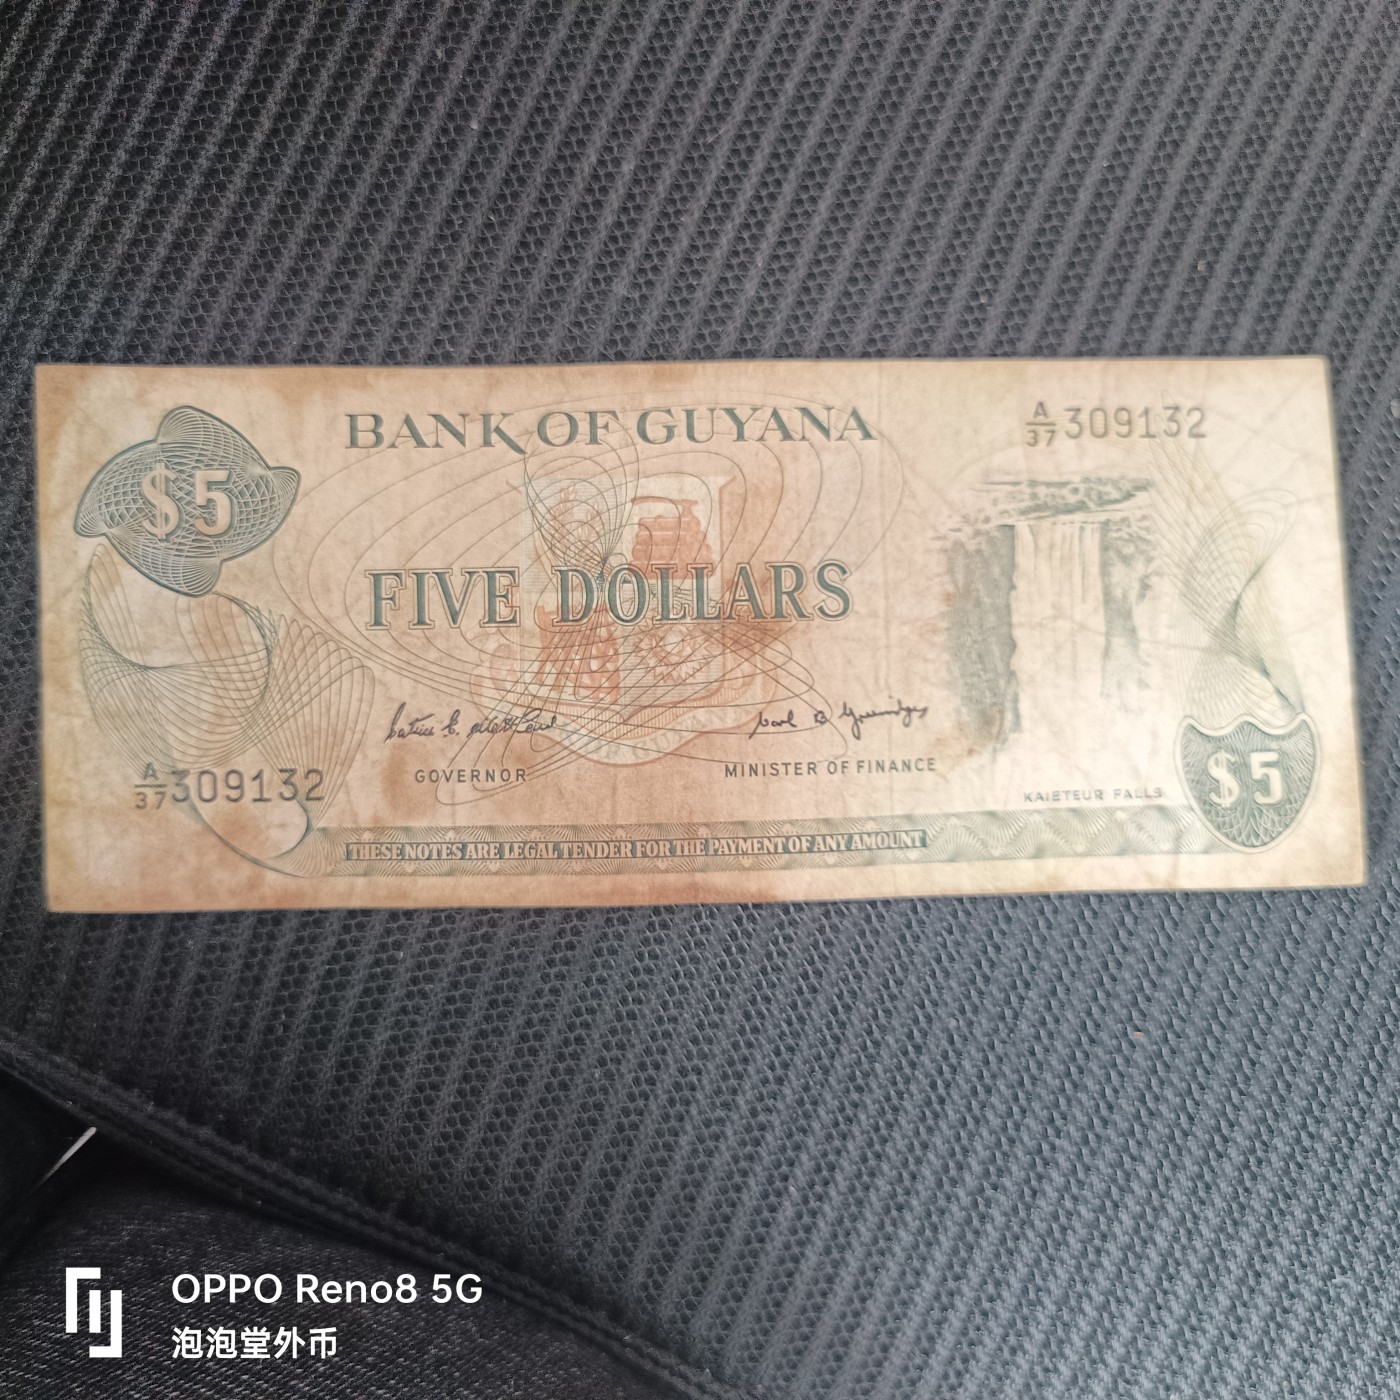 BANK OF GUYANA
A/37 309132
$5
FIVE DOLLARS
GOVERNOR
MINISTER OF FINANCE
A/37 309132
KAIETEUR FALLS
$5
THESE NOTES ARE LEGAL TENDER FOR THE PAYMENT OF ANY AMOUNT
OPPO Reno8 5G
泡泡堂外币